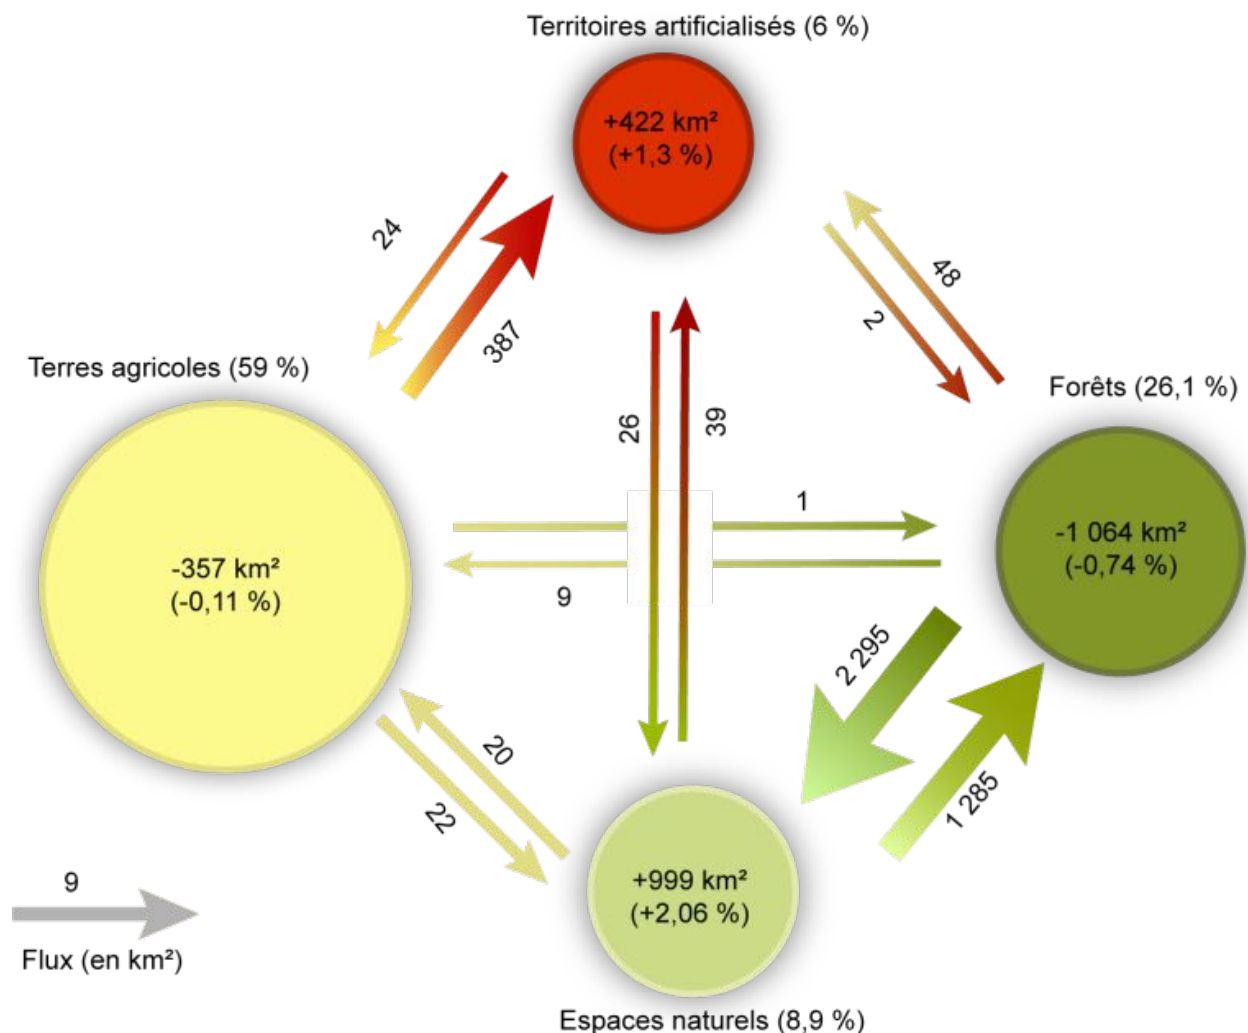 Territoires artificialisés (6 %)
+422 km²
(+1,3 %)
24
387
48
2
Terres agricoles (59 %)
Forêts (26,1 %)
26
39
1
-357 km²
(-0,11 %)
-1 064 km²
(-0,74 %)
9
2 295
1 285
20
22
+999 km²
(+2,06 %)
9
Flux (en km²)
Espaces naturels (8,9 %)